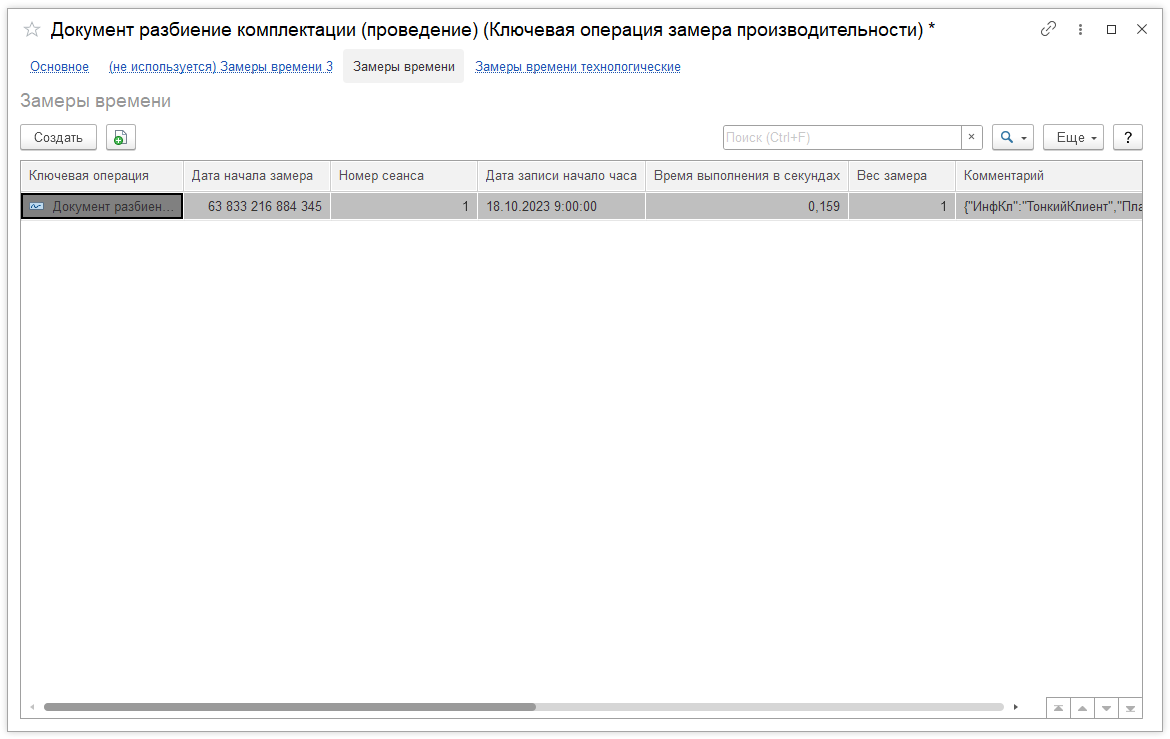 Документ разбиение комплектации (проведение) (Ключевая операция замера производительности) *
Основное (не используется) Замеры времени 3 Замеры времени Замеры времени технологические
Замеры времени
Создать Поиск (Ctrl+F) × Еще ?
Ключевая операция Дата начала замера Номер сеанса Дата записи начало часа Время выполнения в секундах Вес замера Комментарий
Документ разбиен... 63 833 216 884 345 1 18.10.2023 9:00:00 0,159 1 {"ИнфКл":"ТонкийКлиент","Пла